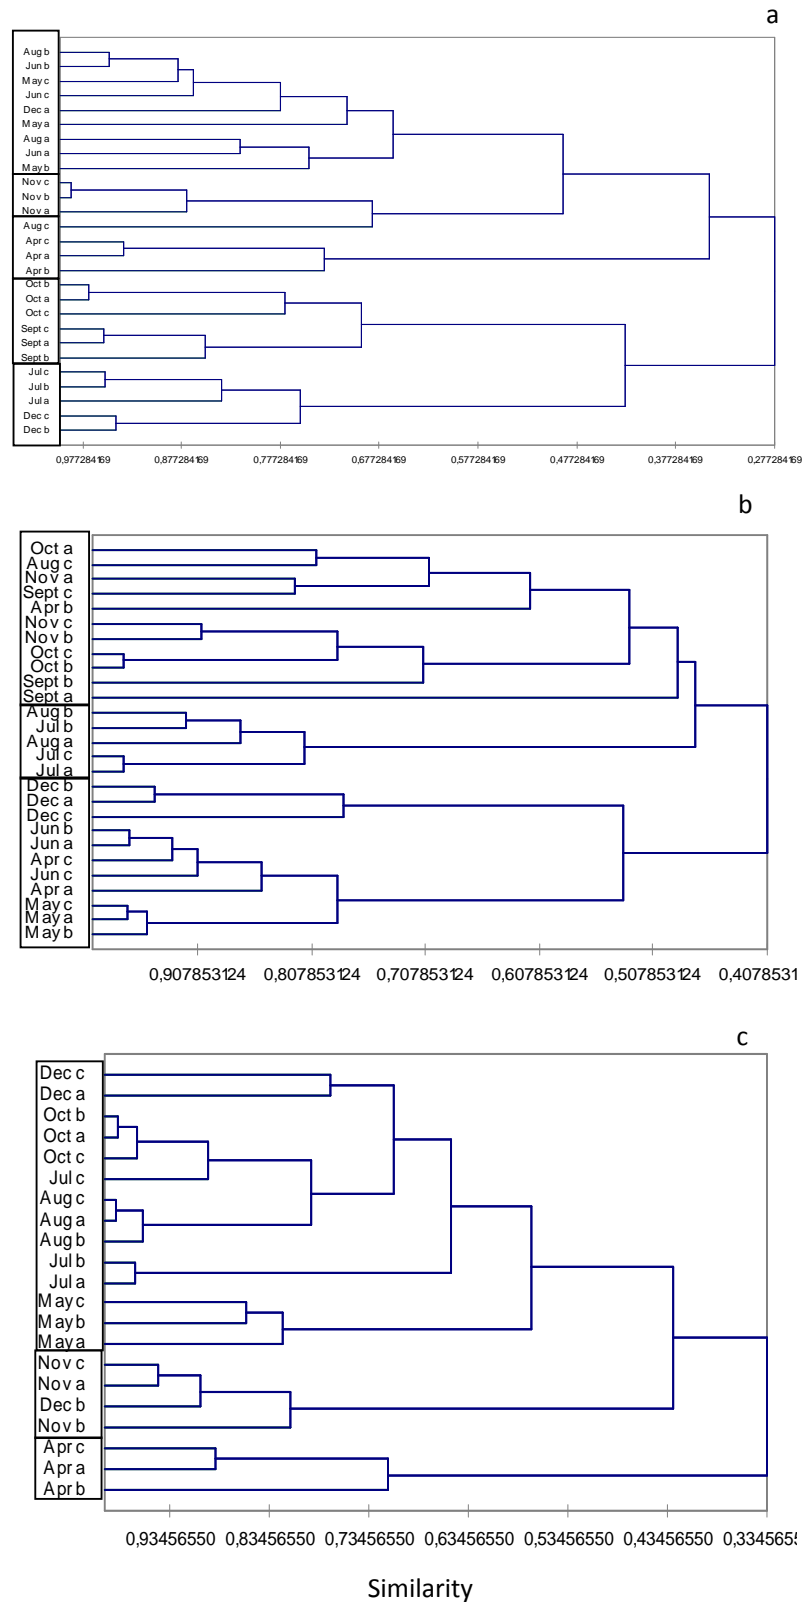 a
Aug b
Jun b
May c
Jun c
Dec a
May a
Aug a
Jun a
May b
Nov c
Nov b
Nov a
Aug c
Apr c
Apr a
Apr b
Oct b
Oct a
Oct c
Sept c
Sept a
Sept b
Jul c
Jul b
Jul a
Dec c
Dec b
0,977284169 0,877284169 0,777284169 0,677284169 0,577284169 0,477284169 0,377284169 0,277284169
b
Oct a
Aug c
Nov a
Sept c
Apr b
Nov c
Nov b
Oct c
Oct b
Sept b
Sept a
Aug b
Jul b
Aug a
Jul c
Jul a
Dec b
Dec a
Dec c
Jun b
Jun a
Apr c
Jun c
Apr a
May c
May a
May b
0,907853124 0,807853124 0,707853124 0,607853124 0,507853124 0,4078531
c
Dec c
Dec a
Oct b
Oct a
Oct c
Jul c
Aug c
Aug a
Aug b
Jul b
Jul a
May c
May b
May a
Nov c
Nov a
Dec b
Nov b
Apr c
Apr a
Apr b
0,93456550 0,83456550 0,73456550 0,63456550 0,53456550 0,43456550 0,3345655
Similarity